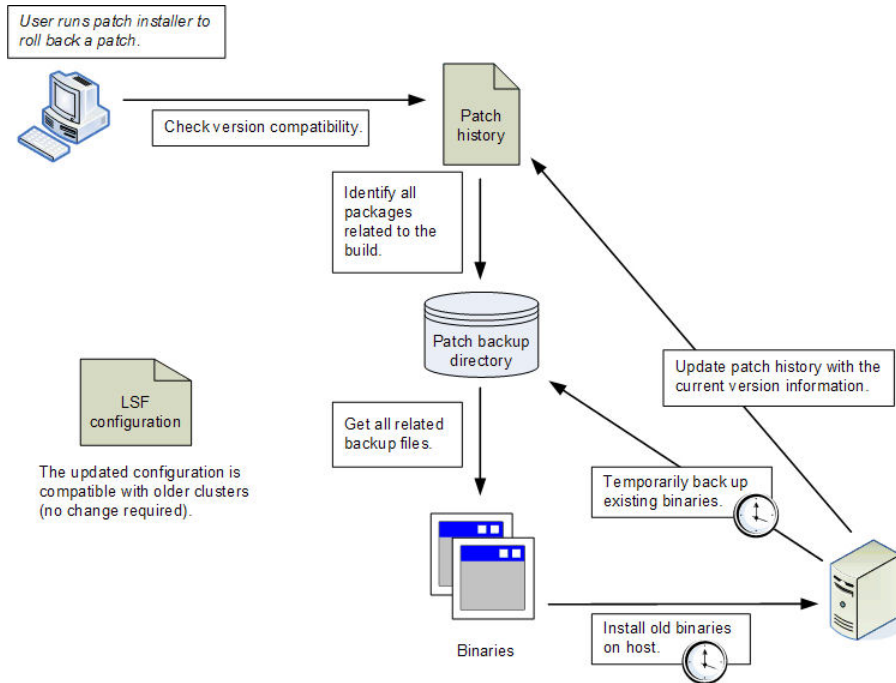 User runs patch installer to
roll back a patch.
Check version compatibility.
Patch
history
Identify all
packages
related to the
build.
Patch backup
directory
Update patch history with the
current version information.
LSF
configuration
Get all related
backup files.
The updated configuration is
compatible with older clusters
(no change required).
Temporarily back up
existing binaries.
Binaries
Install old binaries
on host.